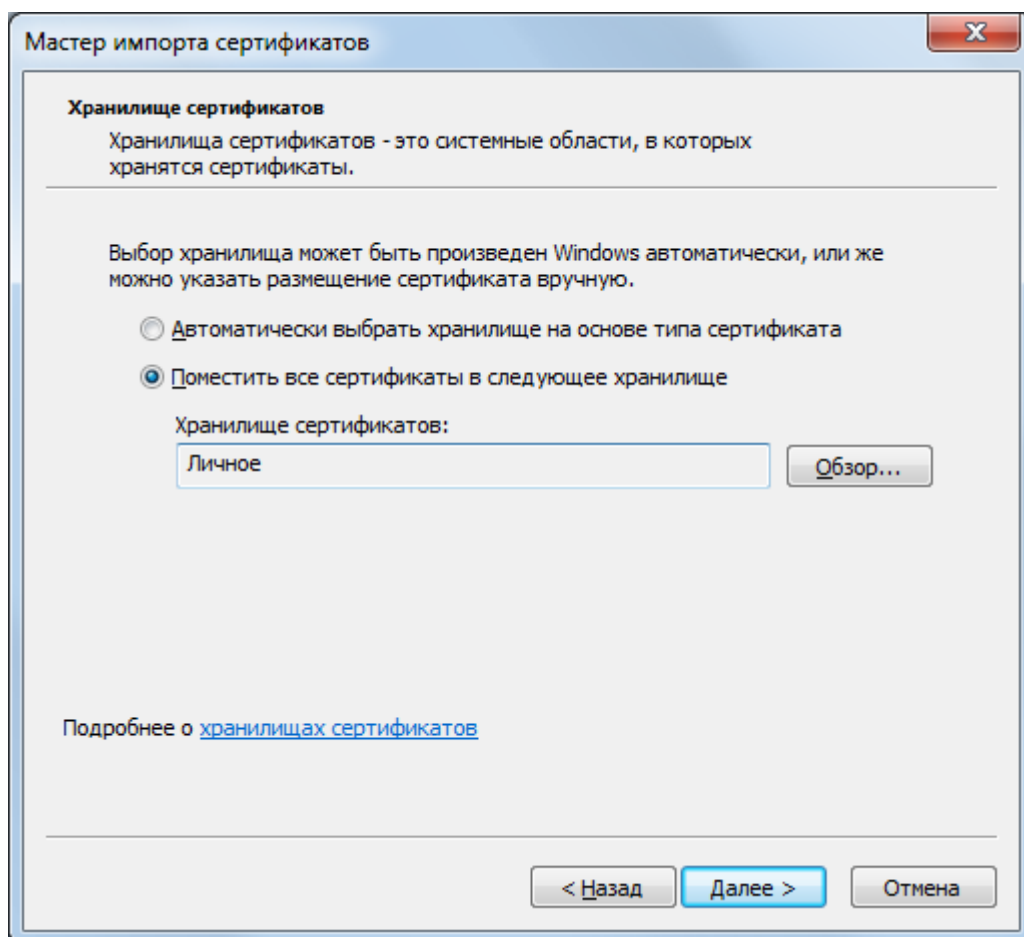 Мастер импорта сертификатов
Хранилище сертификатов
Хранилища сертификатов - это системные области, в которых
хранятся сертификаты.
Выбор хранилища может быть произведен Windows автоматически, или же
можно указать размещение сертификата вручную.
Автоматически выбрать хранилище на основе типа сертификата
Поместить все сертификаты в следующее хранилище
Хранилище сертификатов:
Личное
Обзор...
Подробнее о хранилищах сертификатов
< Назад
Далее >
Отмена